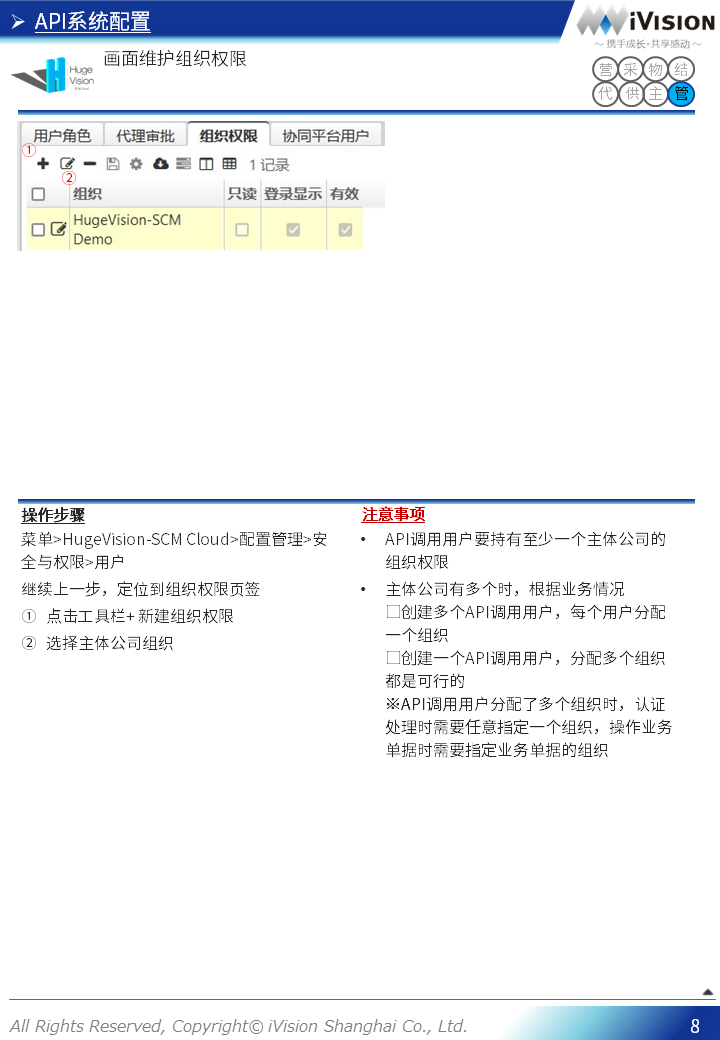 ➢ API系统配置
iVision
～ 携手成长·共享感动 ～
Huge
Vision
画面维护组织权限
营 采 物 结
代 供 主 管
用户角色 代理审批 组织权限 协同平台用户
①
1 记录
②
组织 只读 登录显示 有效
HugeVision-SCM
Demo
操作步骤
菜单>HugeVision-SCM Cloud>配置管理>安
全与权限>用户
继续上一步，定位到组织权限页签
① 点击工具栏+ 新建组织权限
② 选择主体公司组织
注意事项
• API调用用户要持有至少一个主体公司的
组织权限
• 主体公司有多个时，根据业务情况
□创建多个API调用用户，每个用户分配
一个组织
□创建一个API调用用户，分配多个组织
都是可行的
※API调用用户分配了多个组织时，认证
处理时需要任意指定一个组织，操作业务
单据时需要指定业务单据的组织
All Rights Reserved, Copyright© iVision Shanghai Co., Ltd.
8